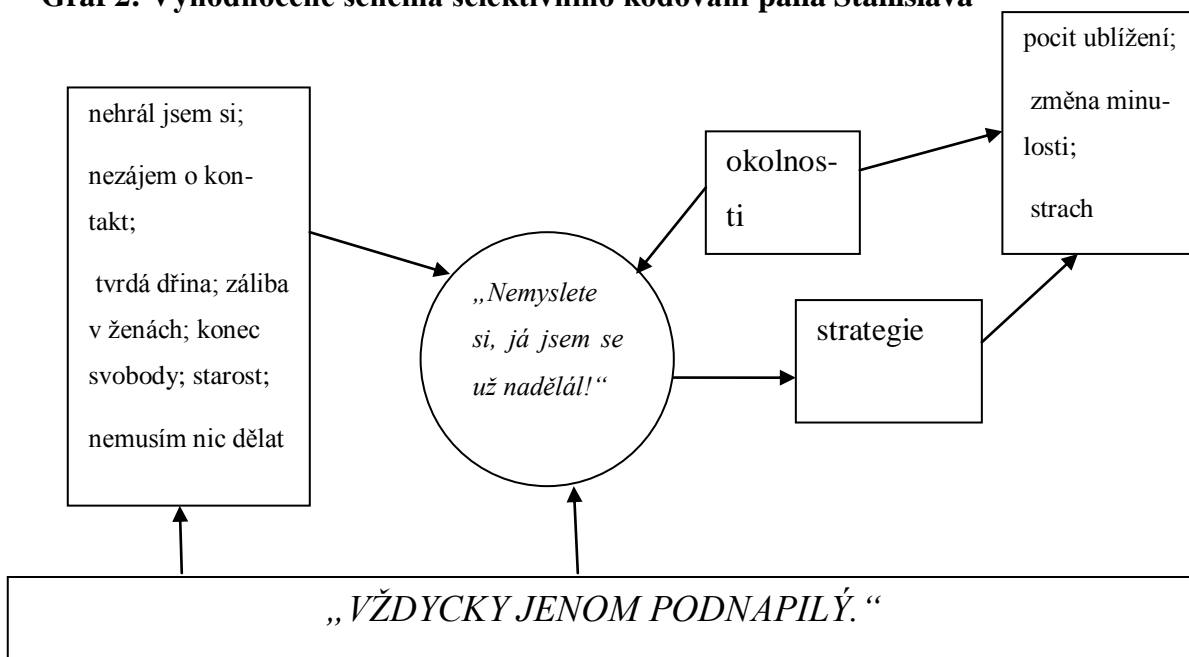 Graf 2: Vyhodnocené schéma selektivního kódování pana Stanislava
nehrál jsem si;
nezájem o kon-
takt;
tvrdá dřina; záliba
v ženách; konec
svobody; starost;
nemusím nic dělat
„Nemyslete
si, já jsem se
už nadělál!“
okolnos-
ti
strategie
pocit ublížení;
změna minu-
losti;
strach
„VŽDYCKY JENOM PODNAPILÝ.“